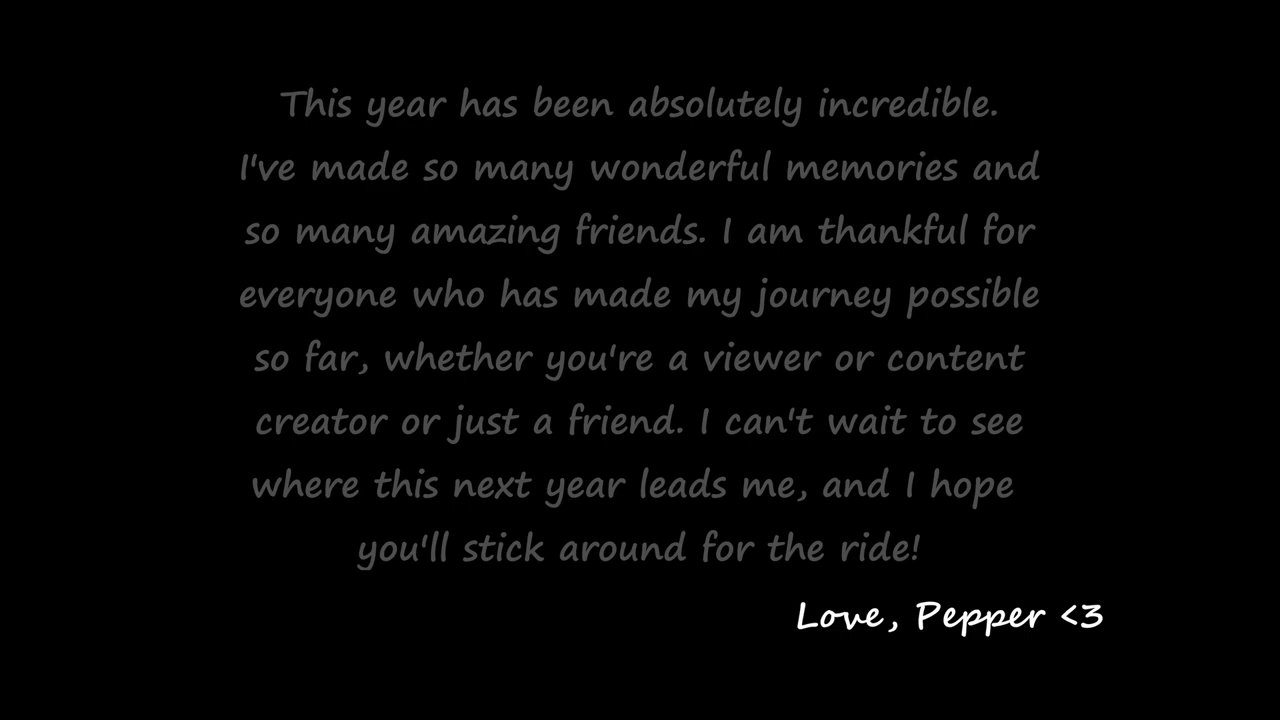 This year has been absolutely incredible.
I've made so many wonderful memories and
so many amazing friends. I am thankful for
everyone who has made my journey possible
so far, whether you're a viewer or content
creator or just a friend. I can't wait to see
where this next year leads me, and I hope
you'll stick around for the ride!
Love, Pepper <3